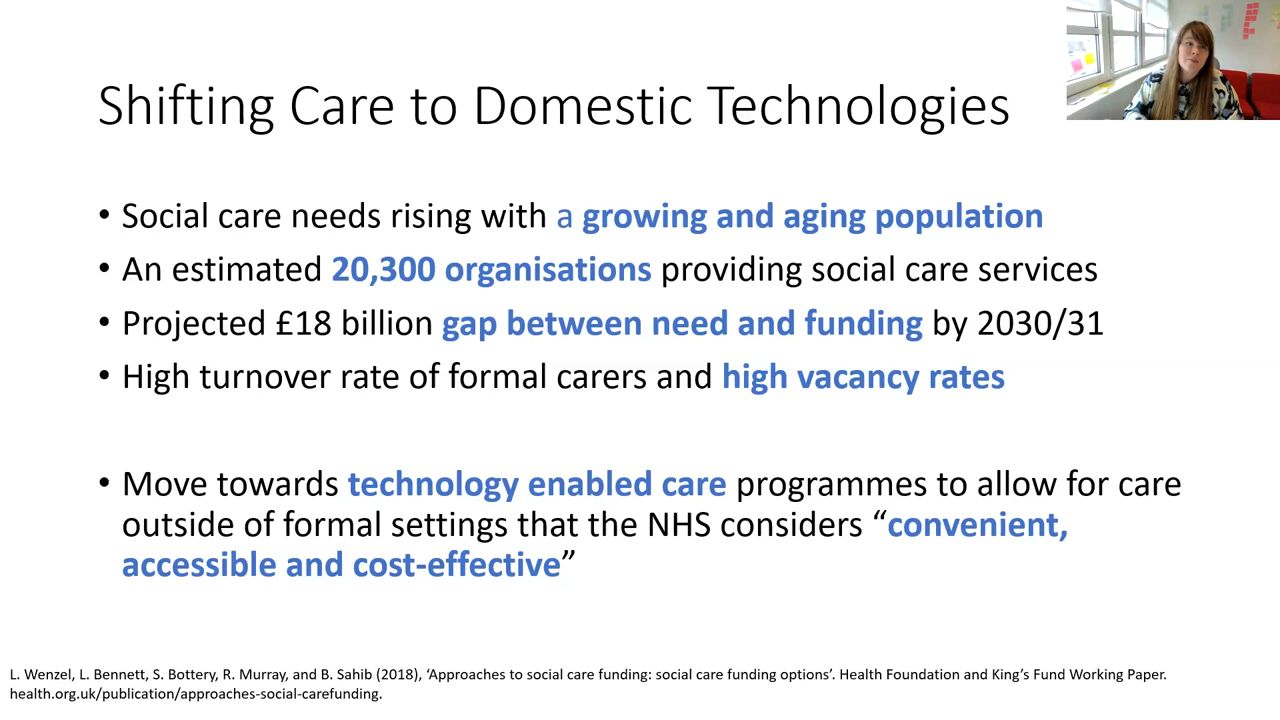 Shifting Care to Domestic Technologies
• Social care needs rising with a growing and aging population
• An estimated 20,300 organisations providing social care services
• Projected £18 billion gap between need and funding by 2030/31
• High turnover rate of formal carers and high vacancy rates
• Move towards technology enabled care programmes to allow for care
outside of formal settings that the NHS considers “convenient,
accessible and cost-effective”
L. Wenzel, L. Bennett, S. Bottery, R. Murray, and B. Sahib (2018), ‘Approaches to social care funding: social care funding options’. Health Foundation and King’s Fund Working Paper.
health.org.uk/publication/approaches-social-carefunding.